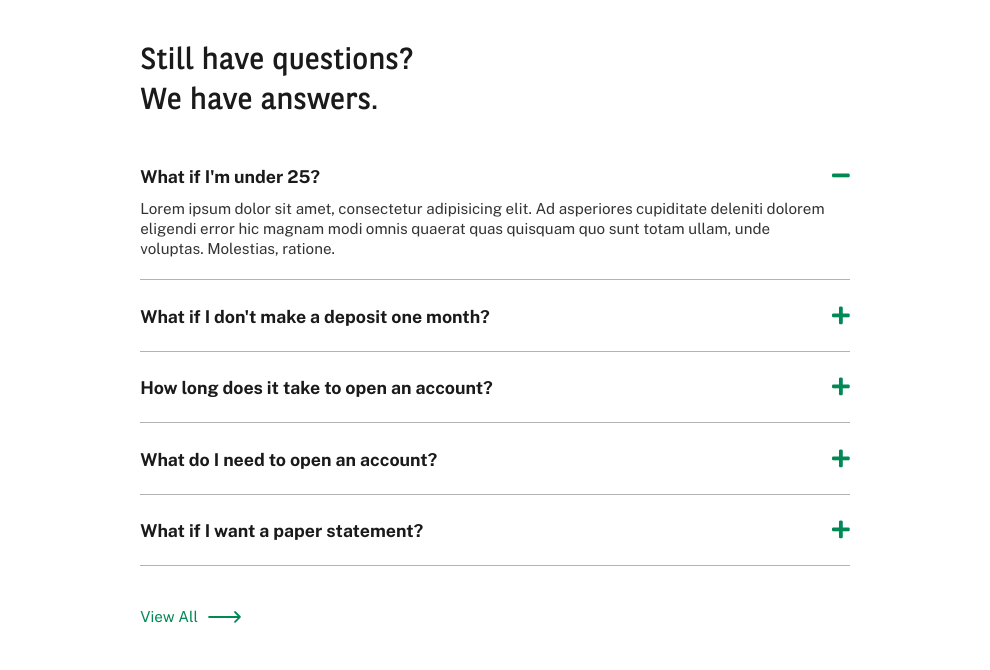 Still have questions?
We have answers.
What if I'm under 25?
Lorem ipsum dolor sit amet, consectetur adipisicing elit. Ad asperiores cupiditate deleniti dolorem
eligendi error hic magnam modi omnis quaerat quas quisquam quo sunt totam ullam, unde
voluptas. Molestias, ratione.
What if I don't make a deposit one month?
How long does it take to open an account?
What do I need to open an account?
What if I want a paper statement?
View All